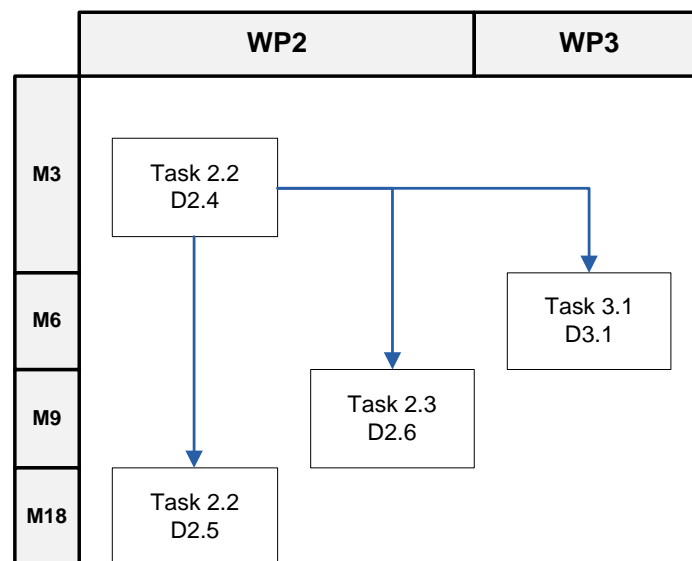 WP2
WP3
M3
Task 2.2
D2.4
M6
Task 3.1
D3.1
M9
Task 2.3
D2.6
M18
Task 2.2
D2.5